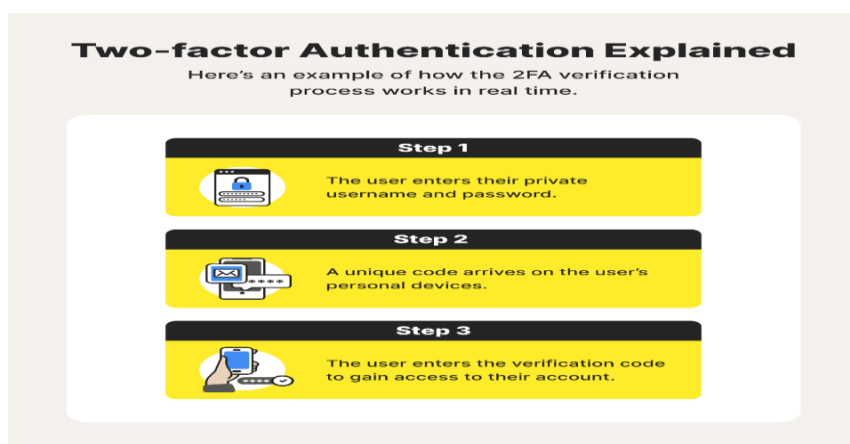 Two-factor Authentication Explained
Here's an example of how the 2FA verification
process works in real time.
Step 1
The user enters their private
username and password.
Step 2
A unique code arrives on the user's
personal devices.
Step 3
The user enters the verification code
to gain access to their account.